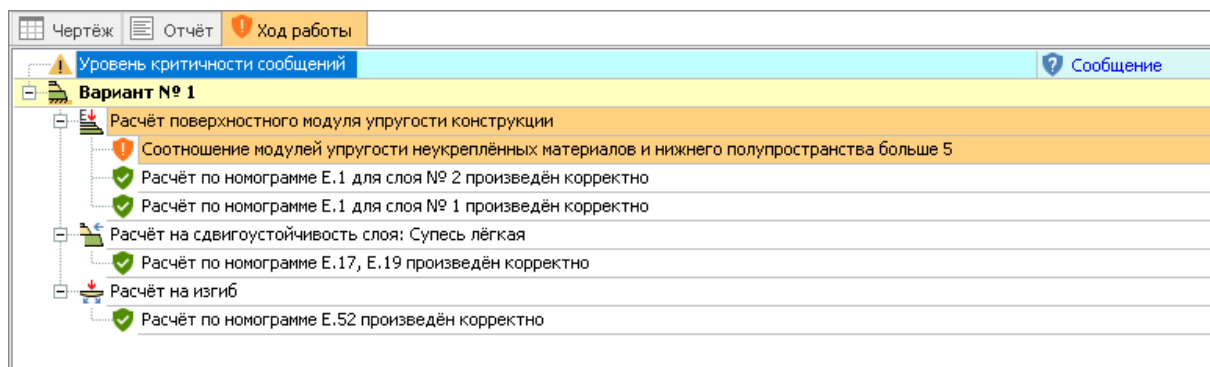 Чертёж Отчёт Ход работы
Уровень критичности сообщений Сообщение
Вариант № 1
Расчёт поверхностного модуля упругости конструкции
Соотношение модулей упругости неукреплённых материалов и нижнего полупространства больше 5
Расчёт по номограмме Е.1 для слоя № 2 произведён корректно
Расчёт по номограмме Е.1 для слоя № 1 произведён корректно
Расчёт на сдвигоустойчивость слоя: Супесь лёгкая
Расчёт по номограмме Е.17, Е.19 произведён корректно
Расчёт на изгиб
Расчёт по номограмме Е.52 произведён корректно